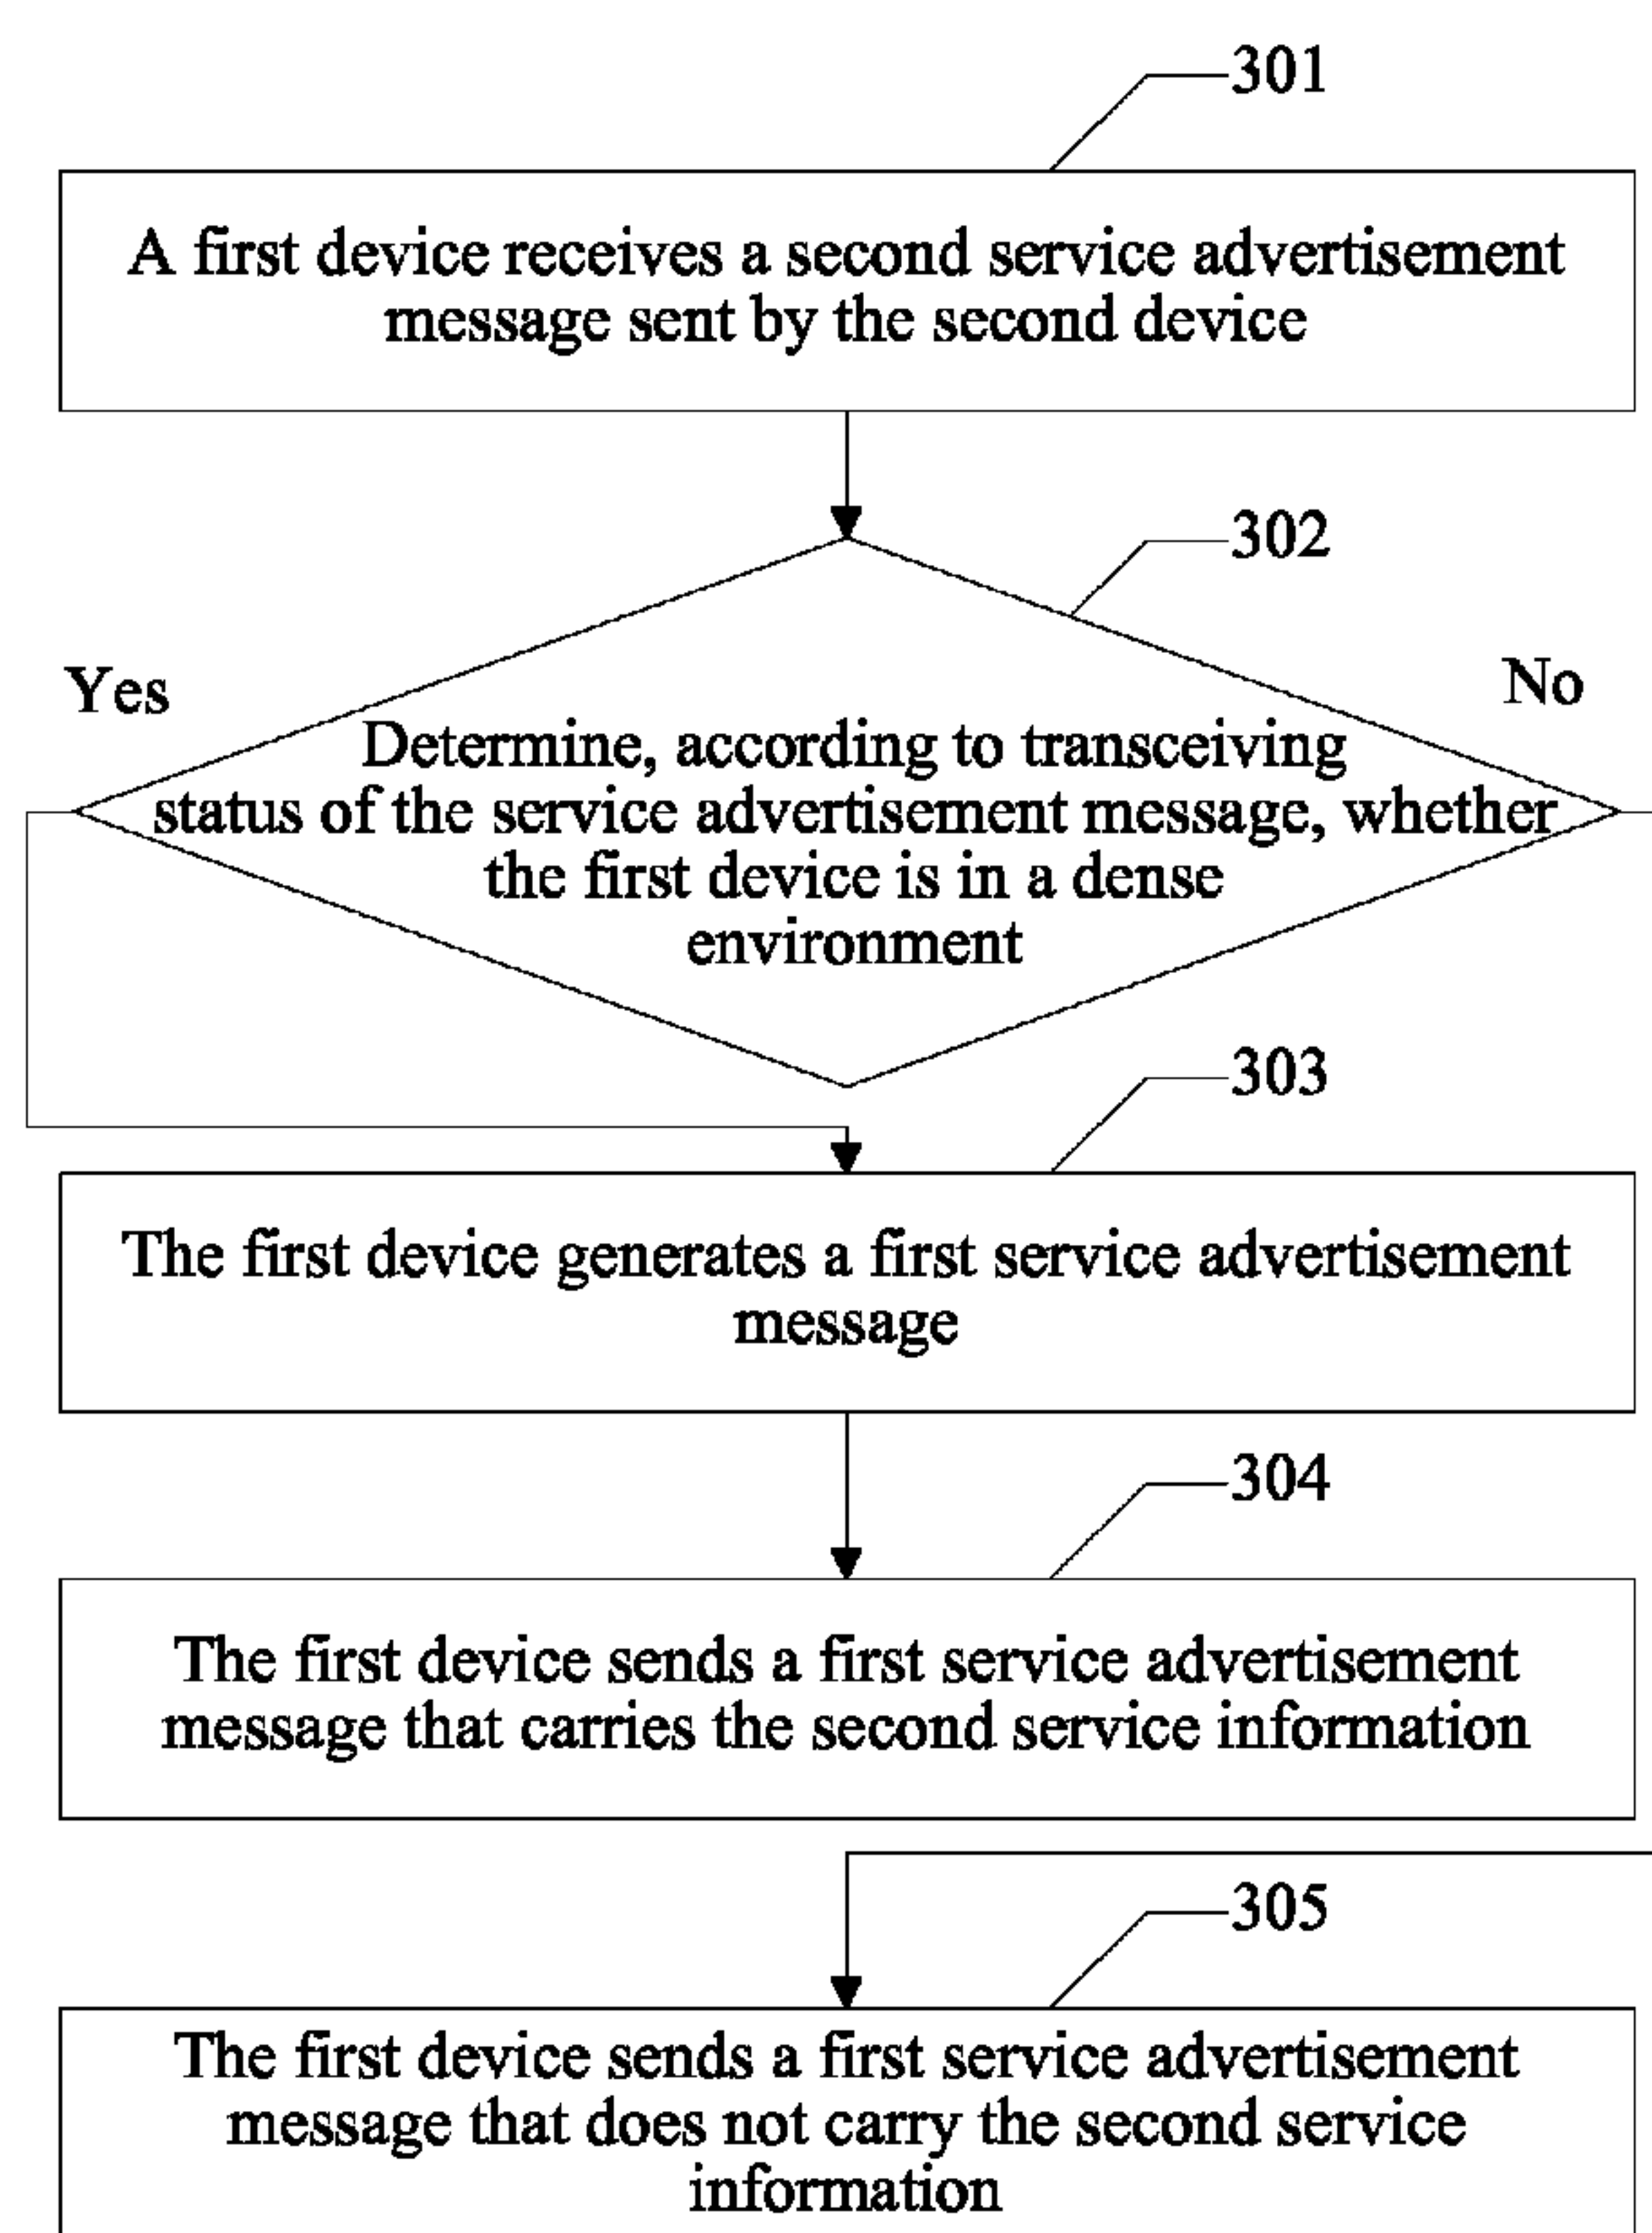 301
A first device receives a second service advertisement
message sent by the second device
302
Yes
No
Determine, according to transceiving
status of the service advertisement message, whether
the first device is in a dense
environment
303
The first device generates a first service advertisement
message
304
The first device sends a first service advertisement
message that carries the second service information
305
The first device sends a first service advertisement
message that does not carry the second service
information